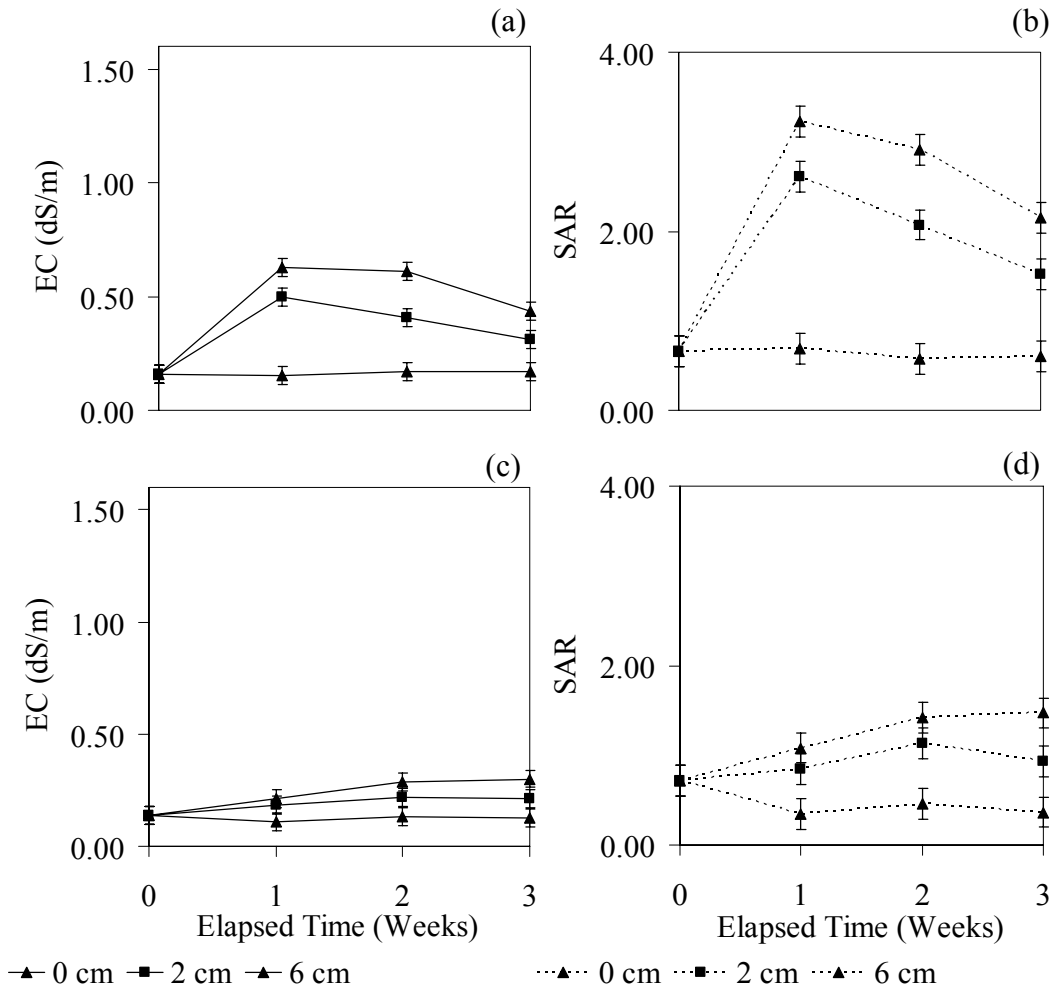 (a)
1.50
1.00
0.50
0.00
EC (dS/m)
(b)
4.00
2.00
0.00
SAR
(c)
1.50
1.00
0.50
0.00
EC (dS/m)
0 1 2 3
Elapsed Time (Weeks)
(d)
4.00
2.00
0.00
SAR
0 1 2 3
Elapsed Time (Weeks)
0 cm 2 cm 6 cm
0 cm 2 cm 6 cm